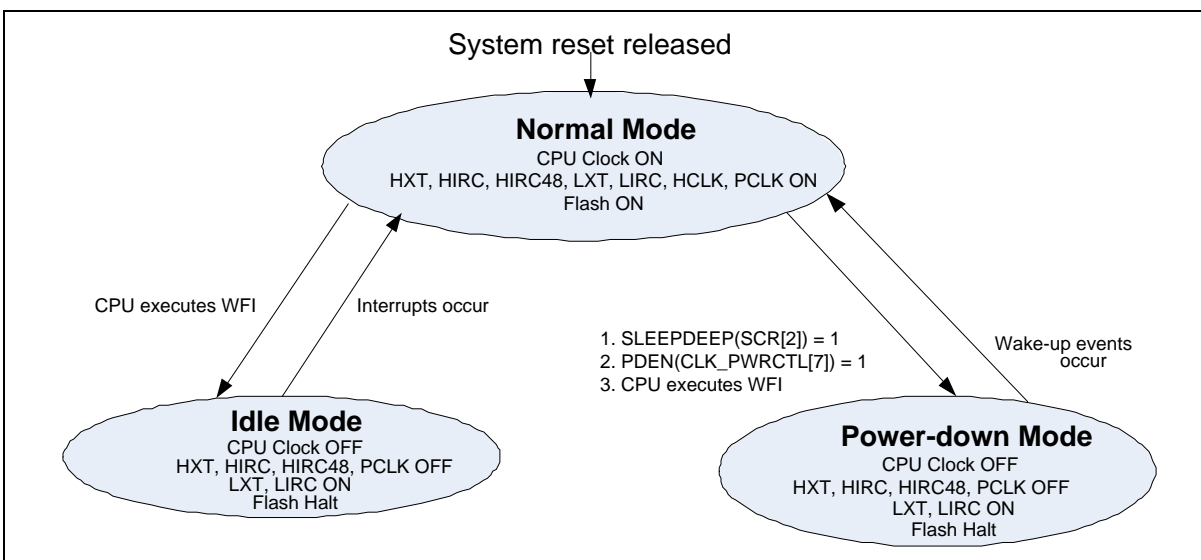 System reset released
Normal Mode
CPU Clock ON
HXT, HIRC, HIRC48, LXT, LIRC, HCLK, PCLK ON
Flash ON
CPU executes WFI
Interrupts occur
1. SLEEPDEEP(SCR[2]) = 1
2. PDEN(CLK_PWRCTL[7]) = 1
3. CPU executes WFI
Wake-up events
occur
Idle Mode
CPU Clock OFF
HXT, HIRC, HIRC48, PCLK OFF
LXT, LIRC ON
Flash Halt
Power-down Mode
CPU Clock OFF
HXT, HIRC, HIRC48, PCLK OFF
LXT, LIRC ON
Flash Halt